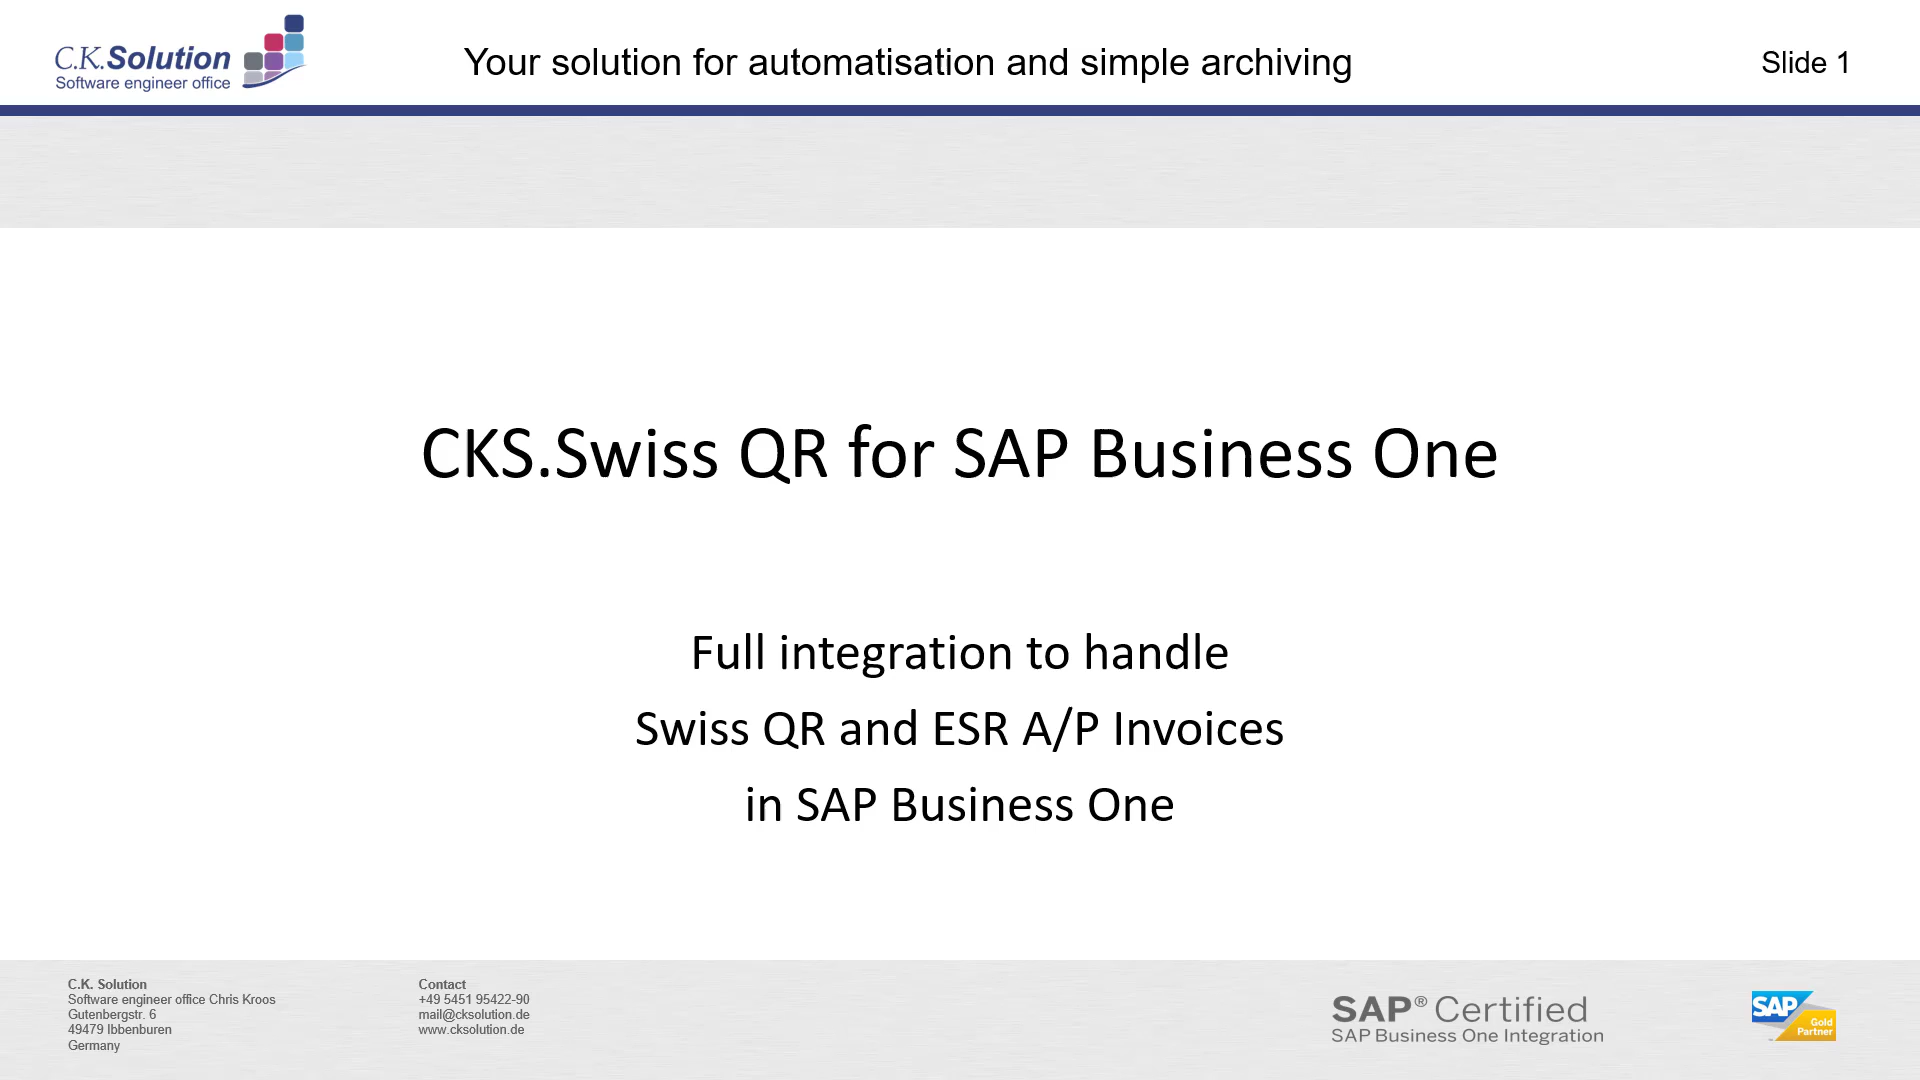 C.K.Solution
Software engineer office
Your solution for automatisation and simple archiving
Slide 1
CKS.Swiss QR for SAP Business One
Full integration to handle
Swiss QR and ESR A/P Invoices
in SAP Business One
C.K. Solution
Software engineer office Chris Kroos
Gutenbergstr. 6
49479 Ibbenburen
Germany
Contact
+49 5451 95422-90
mail@cksolution.de
www.cksolution.de
SAP® Certified
SAP Business One Integration
SAP
Gold
Partner